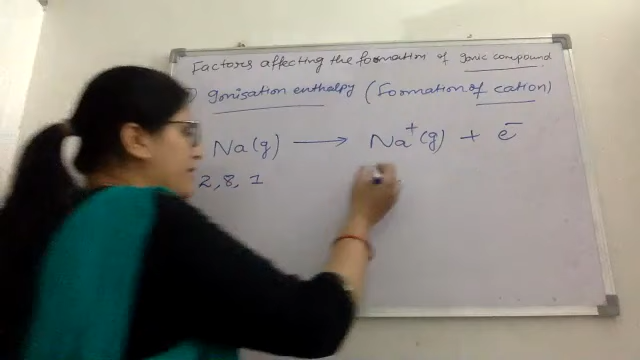 Factors affecting the formation of Ionic compound
) Ionisation enthalpy (Formation of cation)
Na(g) → Na⁺(g) + e⁻
2, 8, 1